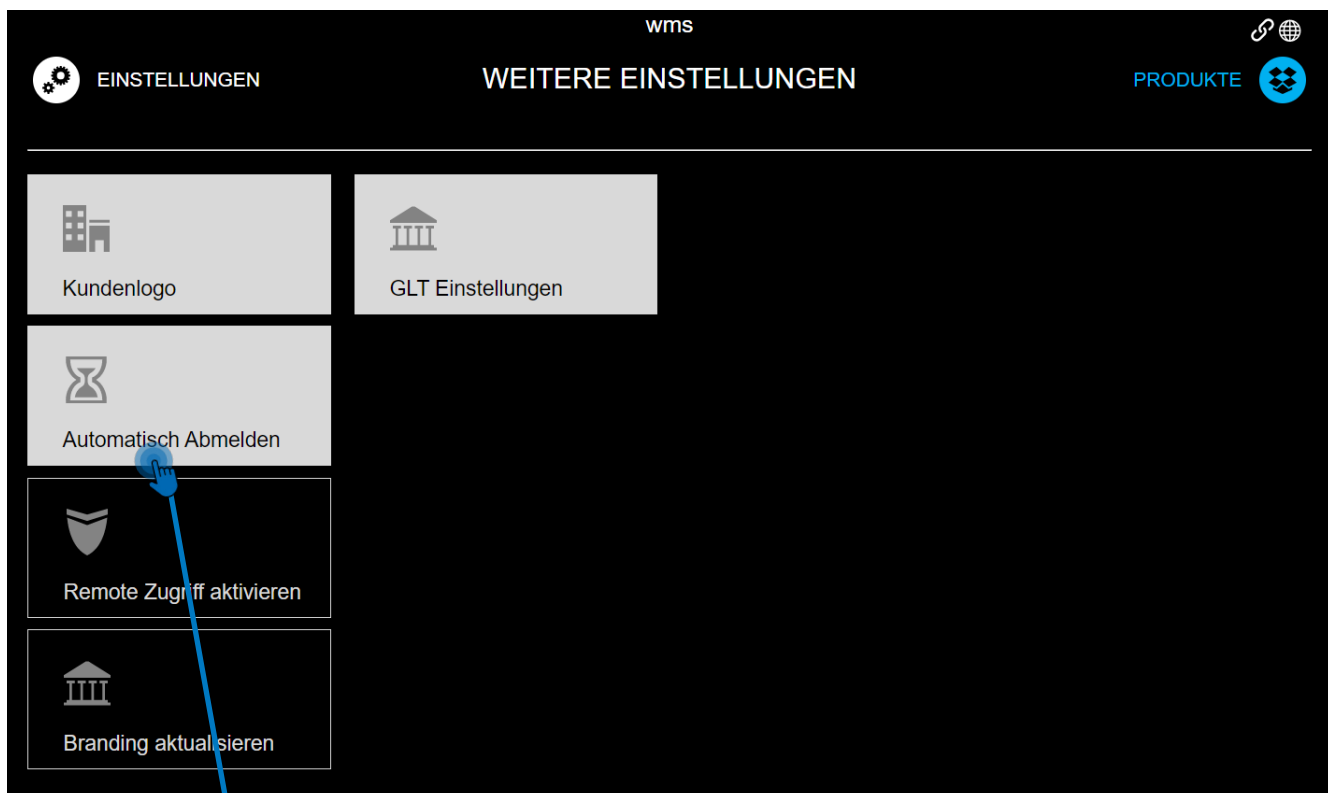 wms
EINSTELLUNGEN
WEITERE EINSTELLUNGEN
PRODUKTE
Kundenlogo
GLT Einstellungen
Automatisch Abmelden
Remote Zugriff aktivieren
Branding aktualisieren